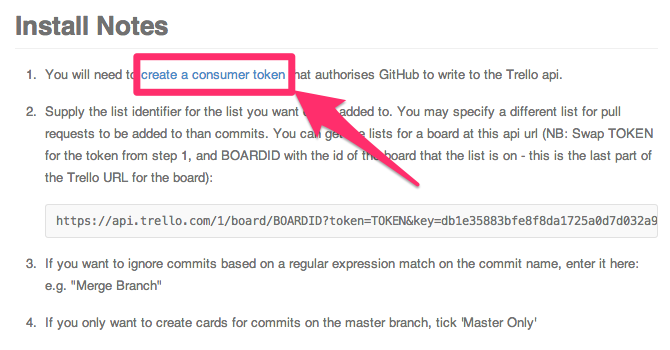 Install Notes
1. You will need to create a consumer token that authorises GitHub to write to the Trello api.
2. Supply the list identifier for the list you want added to. You may specify a different list for pull
requests to be added to than commits. You can get lists for a board at this api url (NB: Swap TOKEN
for the token from step 1, and BOARDID with the id of the board that the list is on - this is the last part of
the Trello URL for the board):
https://api.trello.com/1/board/BOARDID?token=TOKEN&key=db1e35883bfe8f8da1725a0d7d032a9
3. If you want to ignore commits based on a regular expression match on the commit name, enter it here:
e.g. "Merge Branch"
4. If you only want to create cards for commits on the master branch, tick 'Master Only'